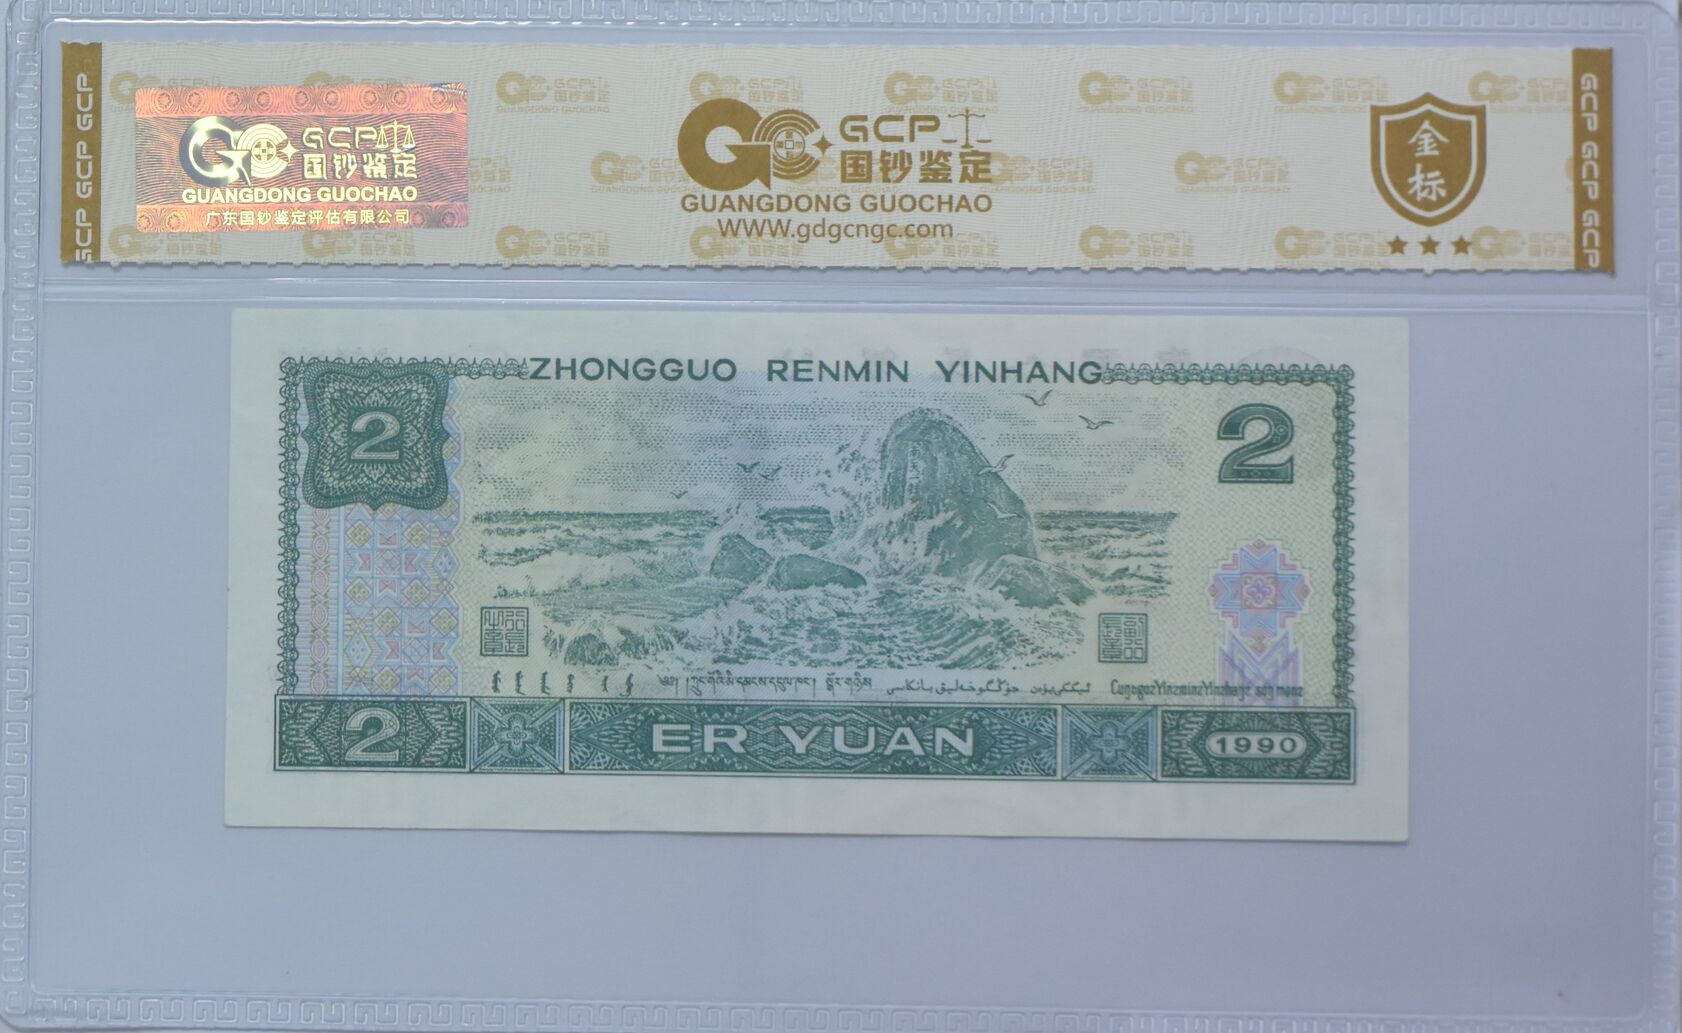 GCP GCP GCP
GCP
国钞鉴定
GUANGDONG GUOCHAO
广东国钞鉴定评估有限公司
GCP
国钞鉴定
GUANGDONG GUOCHAO
www.gdgcngc.com
金标
GCP GCP GCP
ZHONGGUO RENMIN YINHANG
2
2
2
ER YUAN
1990